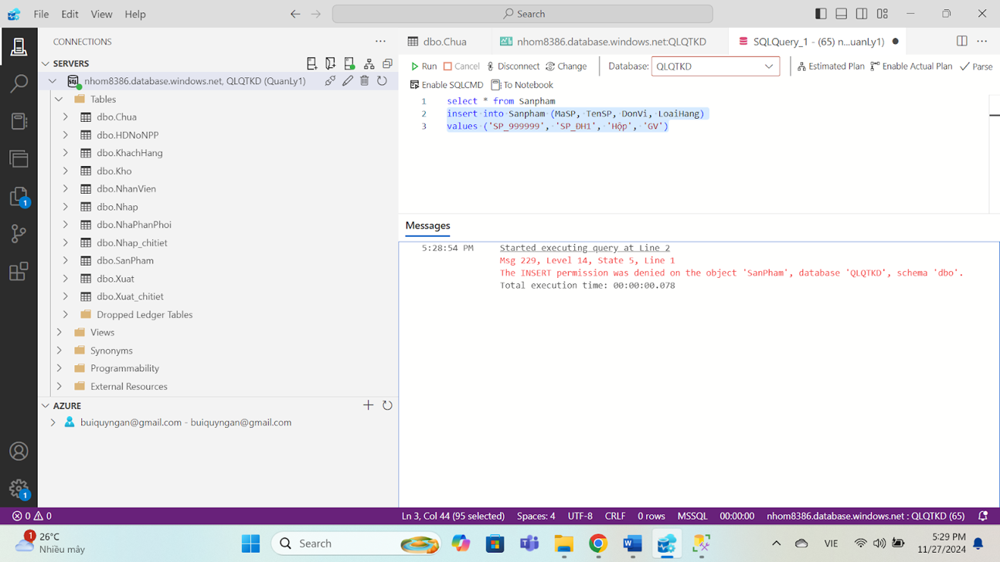 File Edit View Help
Search
CONNECTIONS
SERVERS
nhom8386.database.windows.net, QLQTKD (QuanLy1)
Tables
dbo.Chua
dbo.HDNoNPP
dbo.KhachHang
dbo.Kho
dbo.NhanVien
dbo.Nhap
dbo.NhaPhanPhoi
dbo.Nhap_chitiet
dbo.SanPham
dbo.Xuat
dbo.Xuat_chitiet
Dropped Ledger Tables
Views
Synonyms
Programmability
External Resources
AZURE
buiquyngan@gmail.com - buiquyngan@gmail.com
1
1
dbo.Chua nhom8386.database.windows.net:QLQTKD SQLQuery_1 - (65) n...uanLy1)
Run Cancel Disconnect Change Database: QLQTKD Estimated Plan Enable Actual Plan Parse
Enable SQLCMD To Notebook
1 select * from Sanpham
2 insert into Sanpham (MaSP, TenSP, DonVi, LoaiHang)
3 values ('SP_999999', 'SP_ĐH1', 'Hộp', 'GV')
Messages
5:28:54 PM Started executing query at Line 2
Msg 229, Level 14, State 5, Line 1
The INSERT permission was denied on the object 'SanPham', database 'QLQTKD', schema 'dbo'.
Total execution time: 00:00:00.078
0 0 Ln 3, Col 44 (95 selected) Spaces: 4 UTF-8 CRLF 0 rows MSSQL 00:00:00 nhom8386.database.windows.net : QLQTKD (65)
1 26°C
Nhiều mây
Search
VIE
5:29 PM
11/27/2024